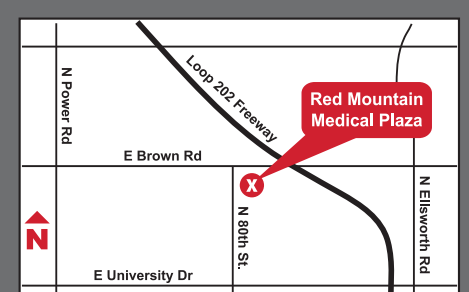 N Power Rd
Loop 202 Freeway
Red Mountain
Medical Plaza
E Brown Rd
X
N 80th St.
N Ellsworth Rd
N
E University Dr